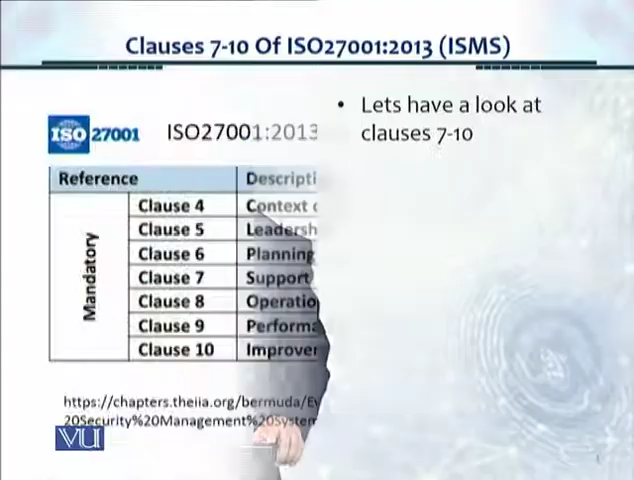 Clauses 7-10 Of ISO27001:2013 (ISMS)
• Lets have a look at
clauses 7-10
ISO 27001
ISO27001:2013
Reference
Mandatory
Clause 4 Context
Clause 5
Clause 6 Planning
Clause 7 Support
Clause 8
Clause 9
Clause 10
https://chapters.theiia.org/bermuda/
20Security%20Management%20System
VU